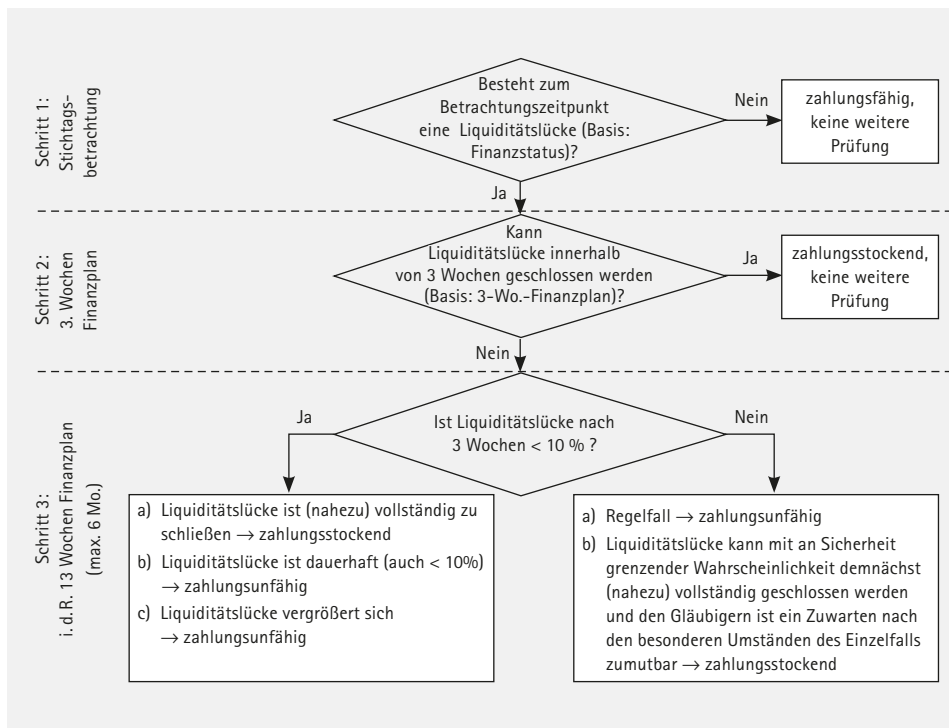 Schritt 1:
Stichtags-
betrachtung
Besteht zum
Betrachtungszeitpunkt
eine Liquiditätslücke (Basis:
Finanzstatus)?
Nein
zahlungsfähig,
keine weitere
Prüfung
Ja
Schritt 2:
3. Wochen
Finanzplan
Kann
Liquiditätslücke innerhalb
von 3 Wochen geschlossen werden
(Basis: 3-Wo.-Finanzplan)?
Ja
zahlungsstockend,
keine weitere
Prüfung
Nein
Schritt 3:
i.d.R. 13 Wochen Finanzplan
(max. 6 Mo.)
Ist Liquiditätslücke nach
3 Wochen < 10 % ?
Ja
Nein
a) Liquiditätslücke ist (nahezu) vollständig zu
schließen → zahlungsstockend
b) Liquiditätslücke ist dauerhaft (auch < 10%)
→ zahlungsunfähig
c) Liquiditätslücke vergrößert sich
→ zahlungsunfähig
a) Regelfall → zahlungsunfähig
b) Liquiditätslücke kann mit an Sicherheit
grenzender Wahrscheinlichkeit demnächst
(nahezu) vollständig geschlossen werden
und den Gläubigern ist ein Zuwarten nach
den besonderen Umständen des Einzelfalls
zumutbar → zahlungsstockend